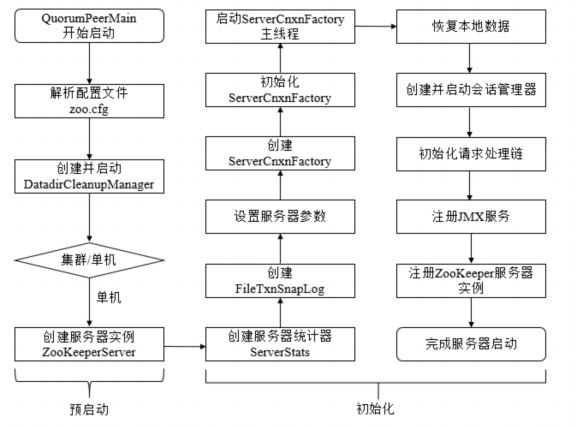 QuorumPeerMain
开始启动
解析配置文件
zoo.cfg
创建并启动
DatadirCleanupManager
集群/单机
单机
创建服务器实例
ZooKeeperServer
预启动
创建服务器统计器
ServerStats
创建
FileTxnSnapLog
设置服务器参数
创建
ServerCnxnFactory
初始化
ServerCnxnFactory
启动ServerCnxnFactory
主线程
恢复本地数据
创建并启动会话管理器
初始化请求处理链
注册JMX服务
注册ZooKeeper服务器
实例
完成服务器启动
初始化